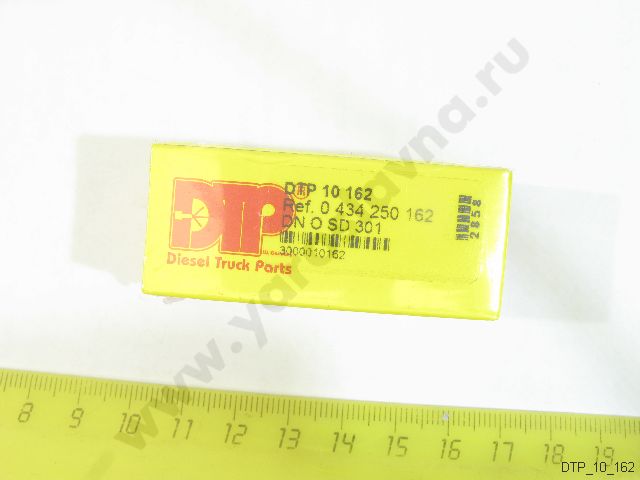 www.yaroslavna.ru
DTP
Diesel Truck Parts
DTP 10 162
Ref. 0 434 250 162
DN O SD 301
3000010162
2858
8 9 10 11 12 13 14 15 16 17 18 19
DTP_10_162